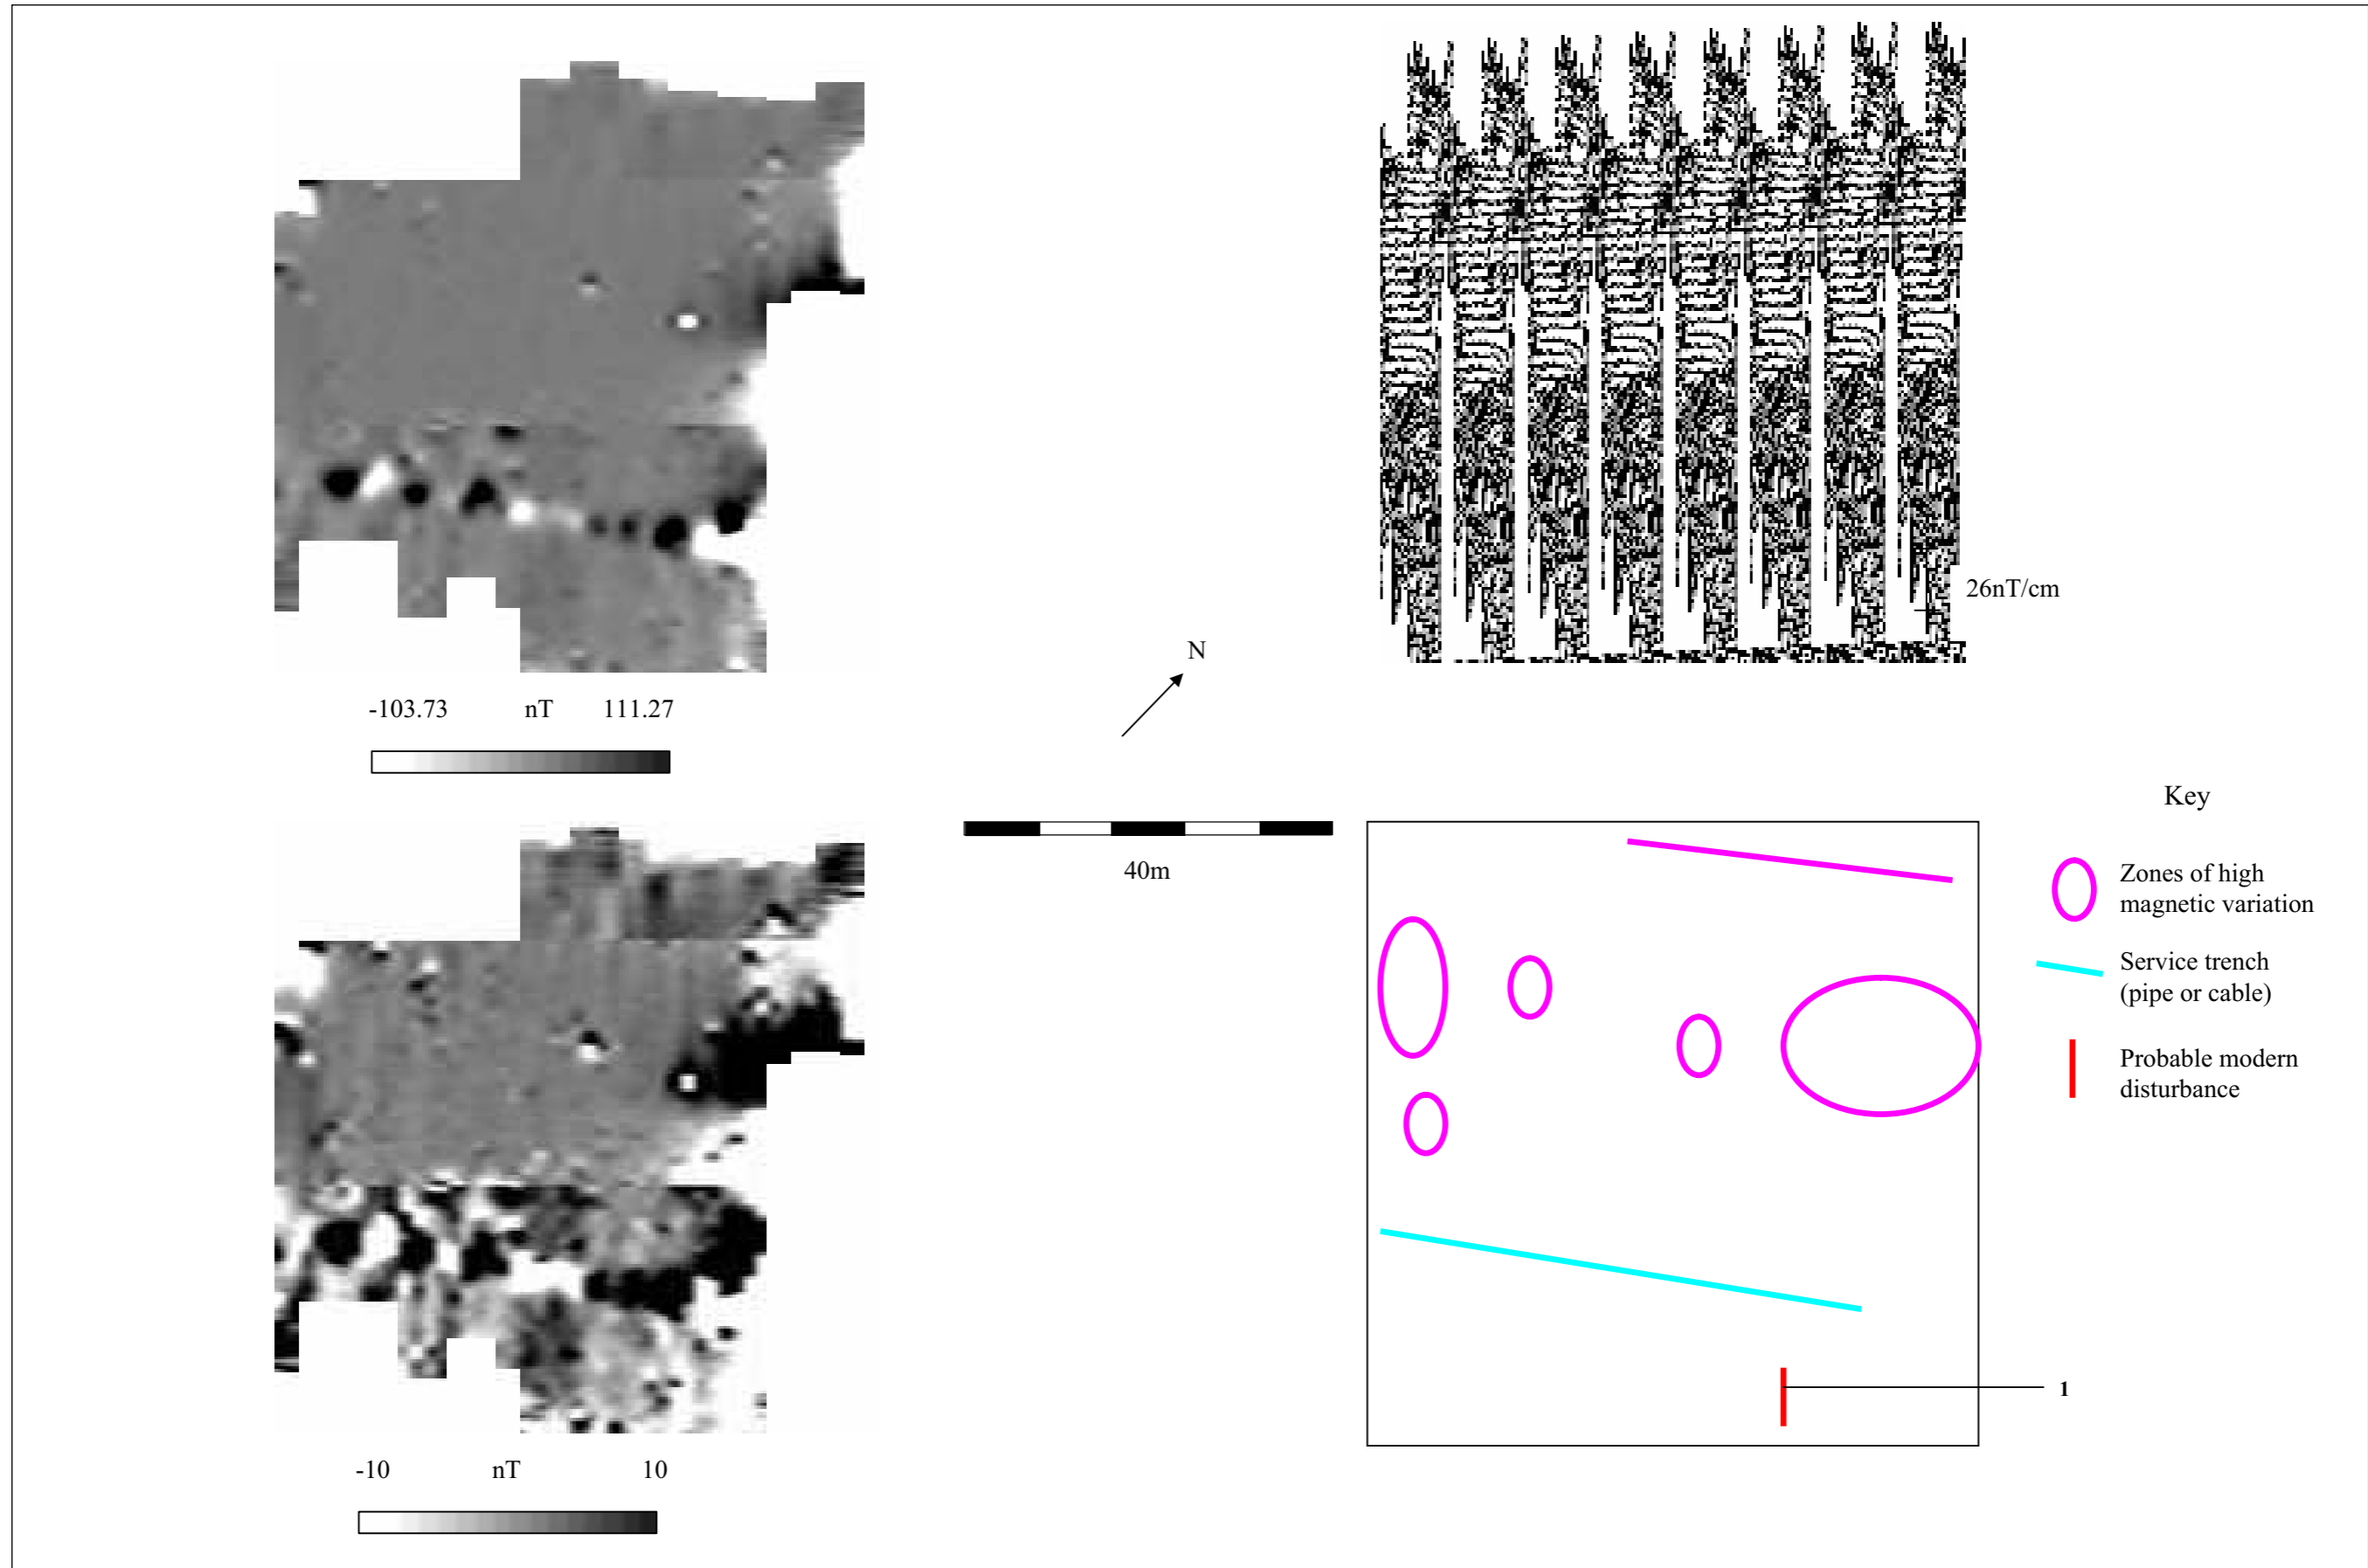 26nT/cm
N
-103.73 nT 111.27
40m
Key
Zones of high
magnetic variation
Service trench
(pipe or cable)
Probable modern
disturbance
1
-10 nT 10